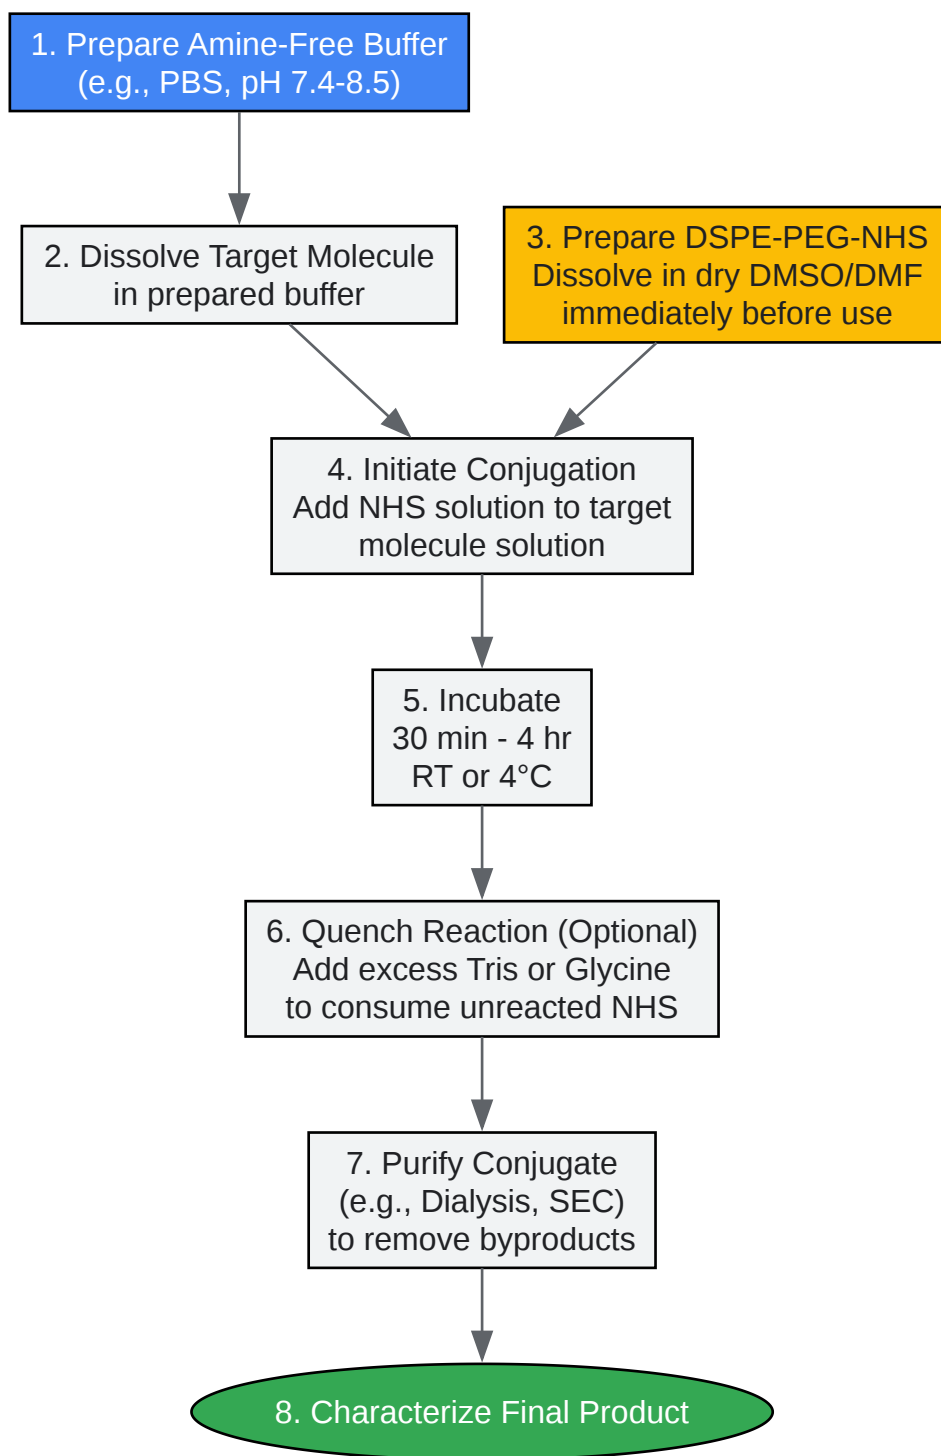 1. Prepare Amine-Free Buffer
(e.g., PBS, pH 7.4-8.5)
2. Dissolve Target Molecule
in prepared buffer
3. Prepare DSPE-PEG-NHS
Dissolve in dry DMSO/DMF
immediately before use
4. Initiate Conjugation
Add NHS solution to target
molecule solution
5. Incubate
30 min - 4 hr
RT or 4°C
6. Quench Reaction (Optional)
Add excess Tris or Glycine
to consume unreacted NHS
7. Purify Conjugate
(e.g., Dialysis, SEC)
to remove byproducts
8. Characterize Final Product